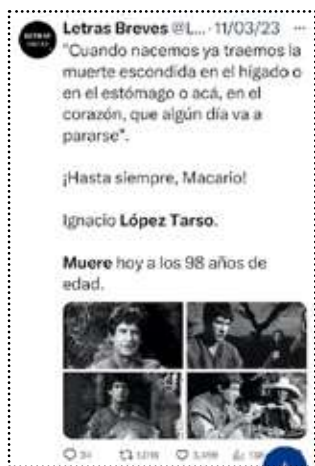 Letras Breves @L... · 11/03/23 ...
"Cuando nacemos ya traemos la
muerte escondida en el hígado o
en el estómago o acá, en el
corazón, que algún día va a
pararse".
¡Hasta siempre, Macario!
Ignacio López Tarso.
Muere hoy a los 98 años de
edad.